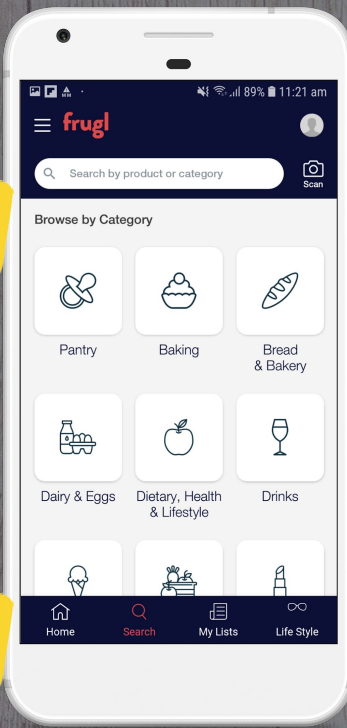 89% 11:21 am
frugl
Search by product or category
Scan
Browse by Category
Pantry
Baking
Bread
& Bakery
Dairy & Eggs
Dietary, Health
& Lifestyle
Drinks
Home
Search
My Lists
Life Style